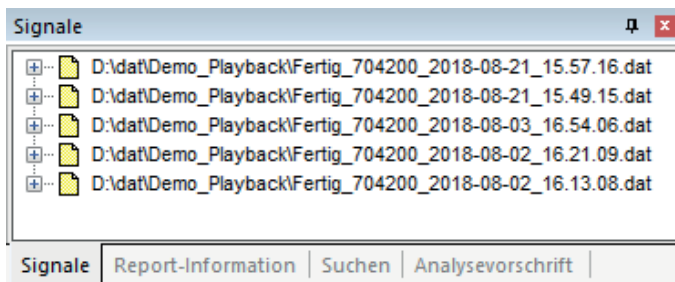 Signale
D:\dat\Demo_Playback\Fertig_704200_2018-08-21_15.57.16.dat
D:\dat\Demo_Playback\Fertig_704200_2018-08-21_15.49.15.dat
D:\dat\Demo_Playback\Fertig_704200_2018-08-03_16.54.06.dat
D:\dat\Demo_Playback\Fertig_704200_2018-08-02_16.21.09.dat
D:\dat\Demo_Playback\Fertig_704200_2018-08-02_16.13.08.dat
Signale Report-Information Suchen Analysevorschrift